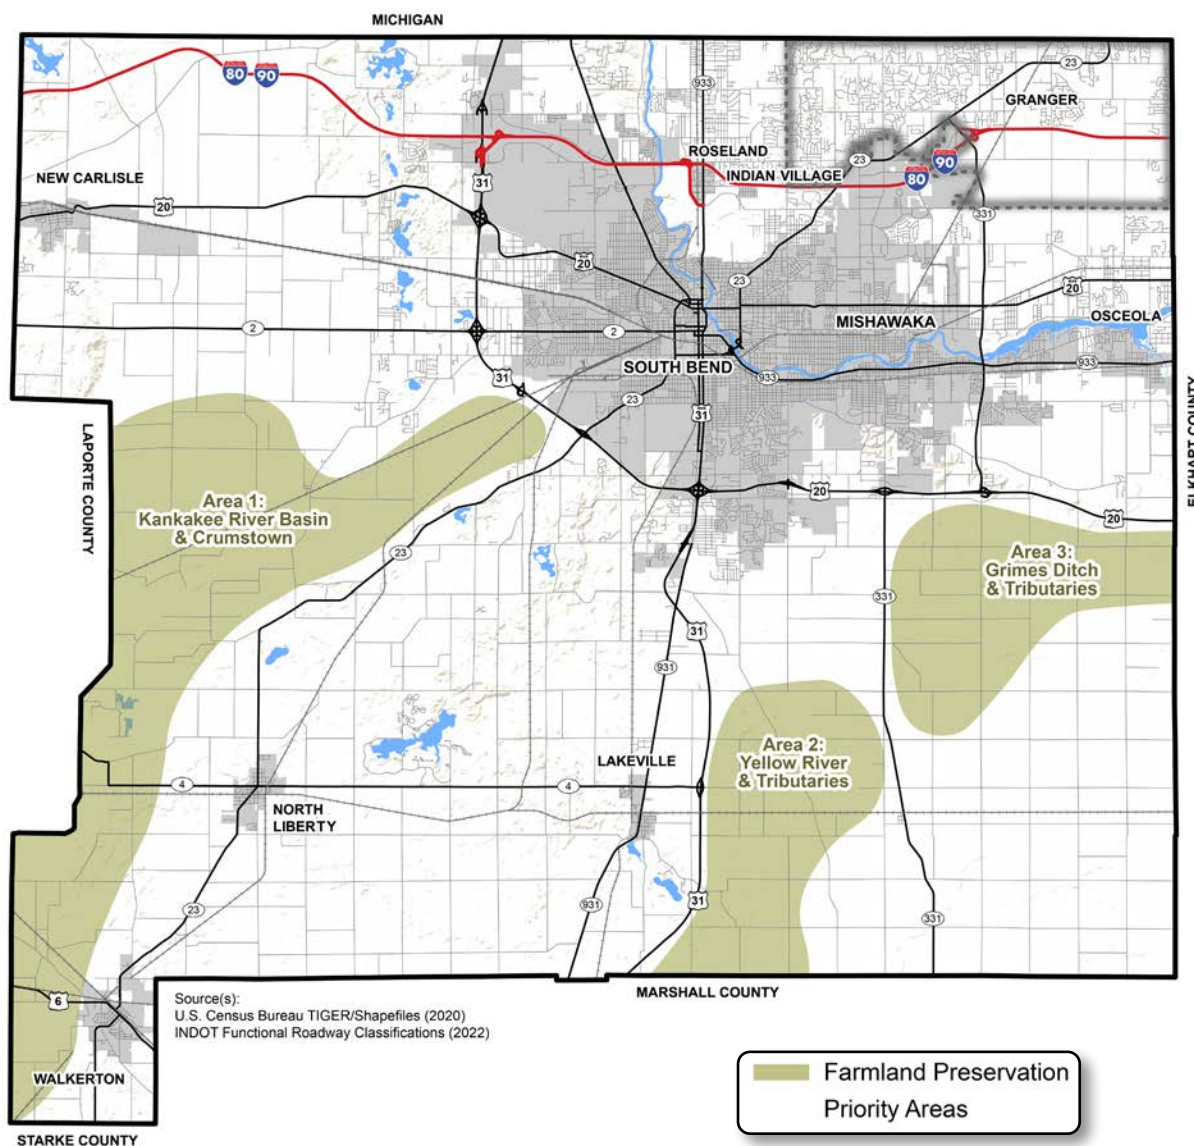 MICHIGAN
23
80
90
933
GRANGER
ROSELAND
23
90
NEW CARLISLE
31
INDIAN VILLAGE
80
20
331
20
23
20
2
2
MISHAWAKA
OSCEOLA
SOUTH BEND
31
933
933
23
31
LAPORTE COUNTY
ELKHART COUNTY
Area 1:
Kankakee River Basin
& Crumstown
20
20
23
Area 3:
Grimes Ditch
& Tributaries
331
31
931
Area 2:
Yellow River
& Tributaries
LAKEVILLE
4
4
NORTH
LIBERTY
23
931
31
331
MARSHALL COUNTY
6
Source(s):
U.S. Census Bureau TIGER/Shapefiles (2020)
INDOT Functional Roadway Classifications (2022)
WALKERTON
Farmland Preservation
Priority Areas
STARKE COUNTY